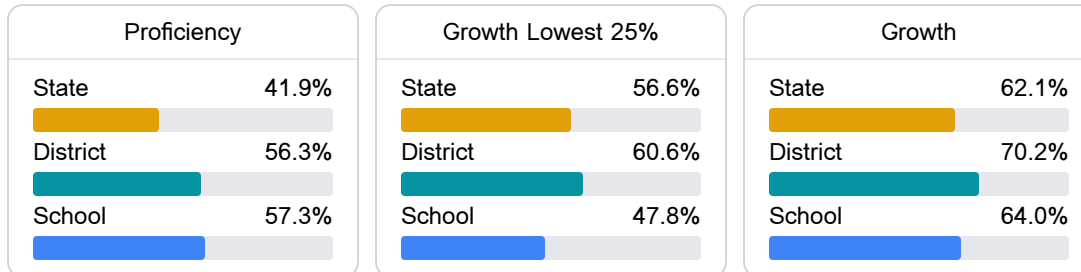 Proficiency
State 41.9%
District 56.3%
School 57.3%
Growth Lowest 25%
State 56.6%
District 60.6%
School 47.8%
Growth
State 62.1%
District 70.2%
School 64.0%